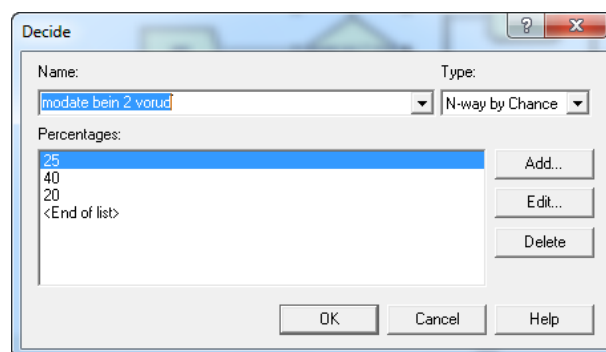 Decide
Name: Type:
modate bein 2 vorud N-way by Chance
Percentages:
25 Add...
40
20 Edit...
<End of list>
Delete
OK Cancel Help